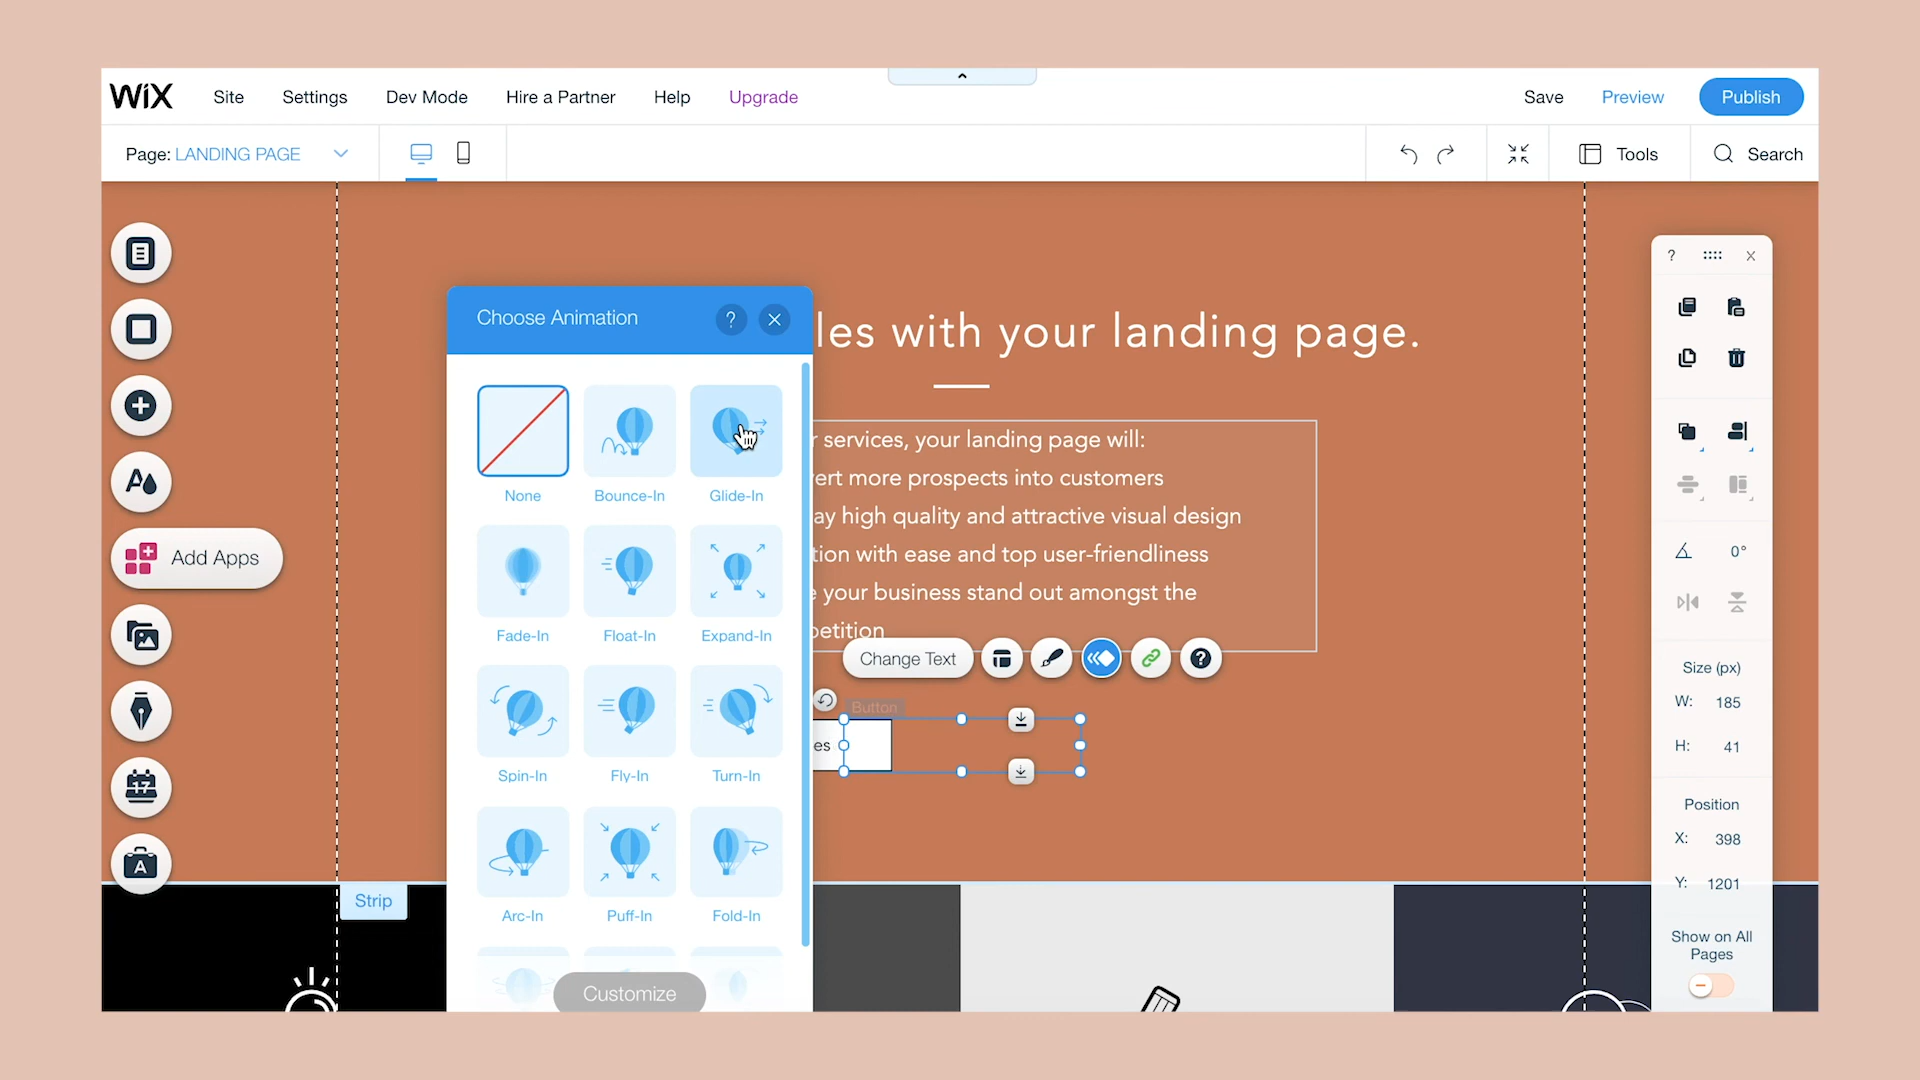 WiX Site Settings Dev Mode Hire a Partner Help Upgrade Save Preview Publish
Page: LANDING PAGE Tools Search
Choose Animation ?
les with your landing page.
None Bounce-In Glide-In
r services, your landing page will:
ert more prospects into customers
ay high quality and attractive visual design
tion with ease and top user-friendliness
e your business stand out amongst the
petition
Fade-In Float-In Expand-In
Add Apps
Change Text ?
Button
es
Spin-In Fly-In Turn-In
17
A
Arc-In Puff-In Fold-In
Strip
Customize
? X
0°
Size (px)
W: 185
H: 41
Position
X: 398
Y: 1201
Show on All
Pages